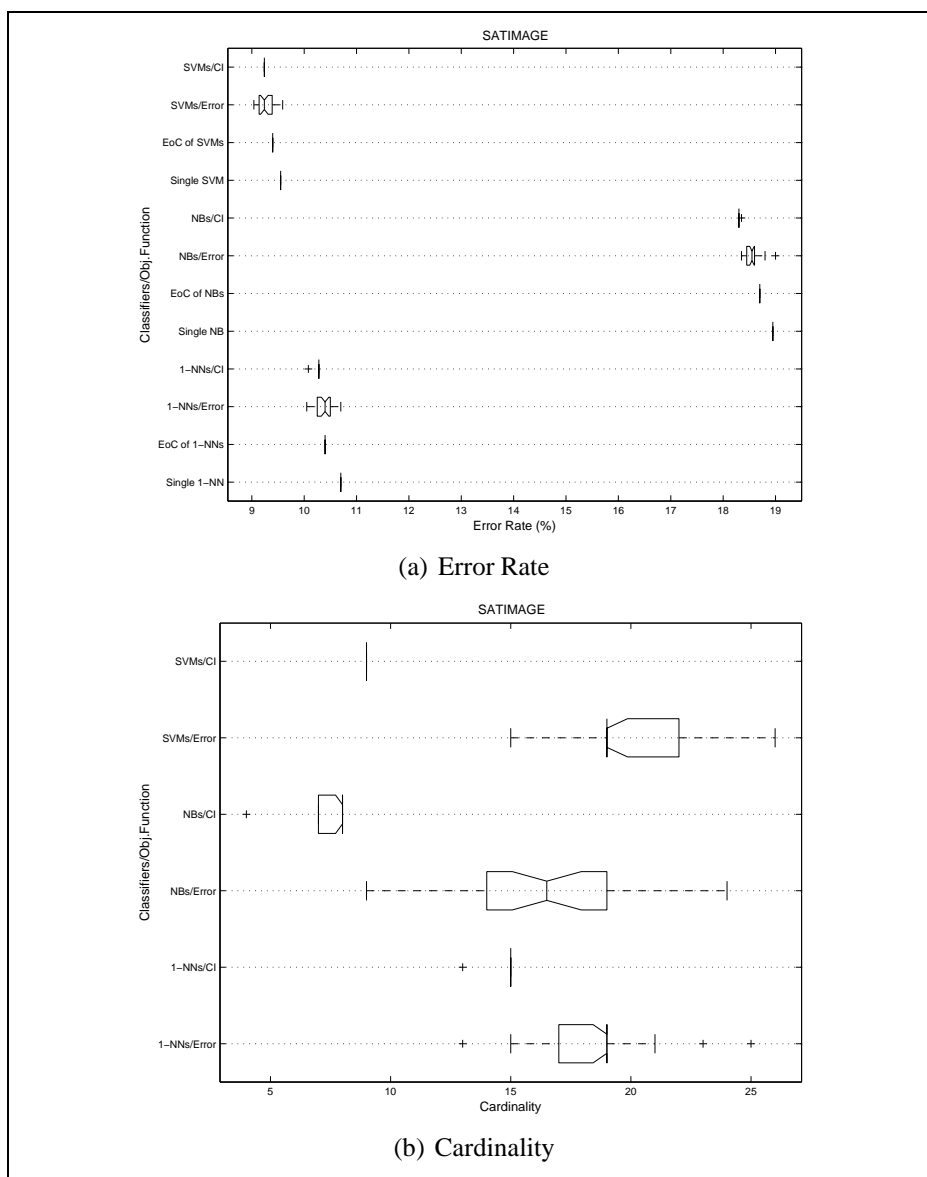 SATIMAGE
SVMs/CI
SVMs/Error
EoC of SVMs
Single SVM
NBs/CI
NBs/Error
EoC of NBs
Single NB
1−NNs/CI
1−NNs/Error
EoC of 1−NNs
Single 1−NN
Classifiers/Obj.Function
9 10 11 12 13 14 15 16 17 18 19
Error Rate (%)
(a) Error Rate
SATIMAGE
SVMs/CI
SVMs/Error
NBs/CI
NBs/Error
1−NNs/CI
1−NNs/Error
Classifiers/Obj.Function
5 10 15 20 25
Cardinality
(b) Cardinality